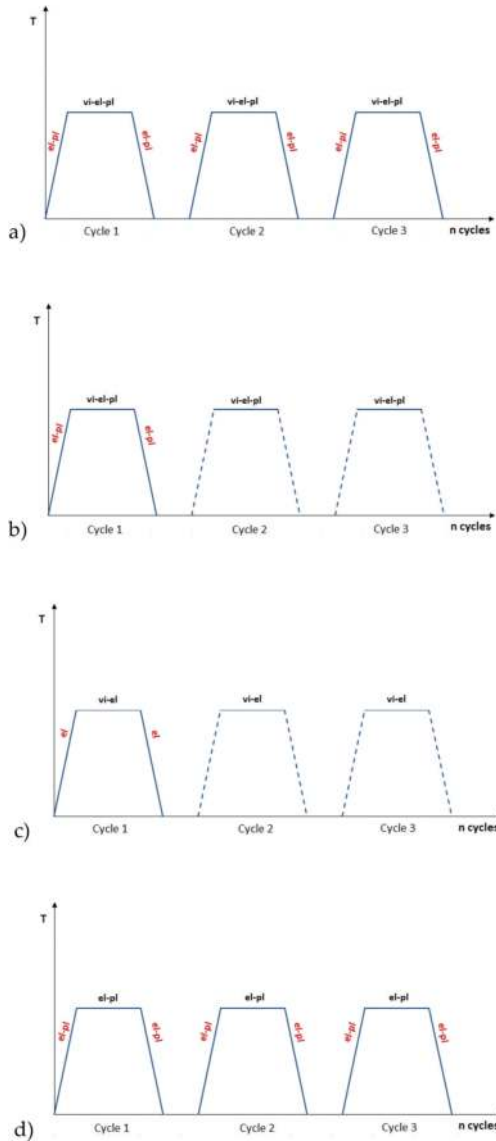 T
vi-el-pl vi-el-pl vi-el-pl
el-pl el-pl el-pl el-pl el-pl el-pl
a) Cycle 1 Cycle 2 Cycle 3 n cycles
T
vi-el-pl vi-el-pl vi-el-pl
el-pl el-pl
b) Cycle 1 Cycle 2 Cycle 3 n cycles
T
vi-el vi-el vi-el
el el
c) Cycle 1 Cycle 2 Cycle 3 n cycles
T
el-pl el-pl el-pl
el-pl el-pl el-pl el-pl el-pl el-pl
d) Cycle 1 Cycle 2 Cycle 3 n cycles